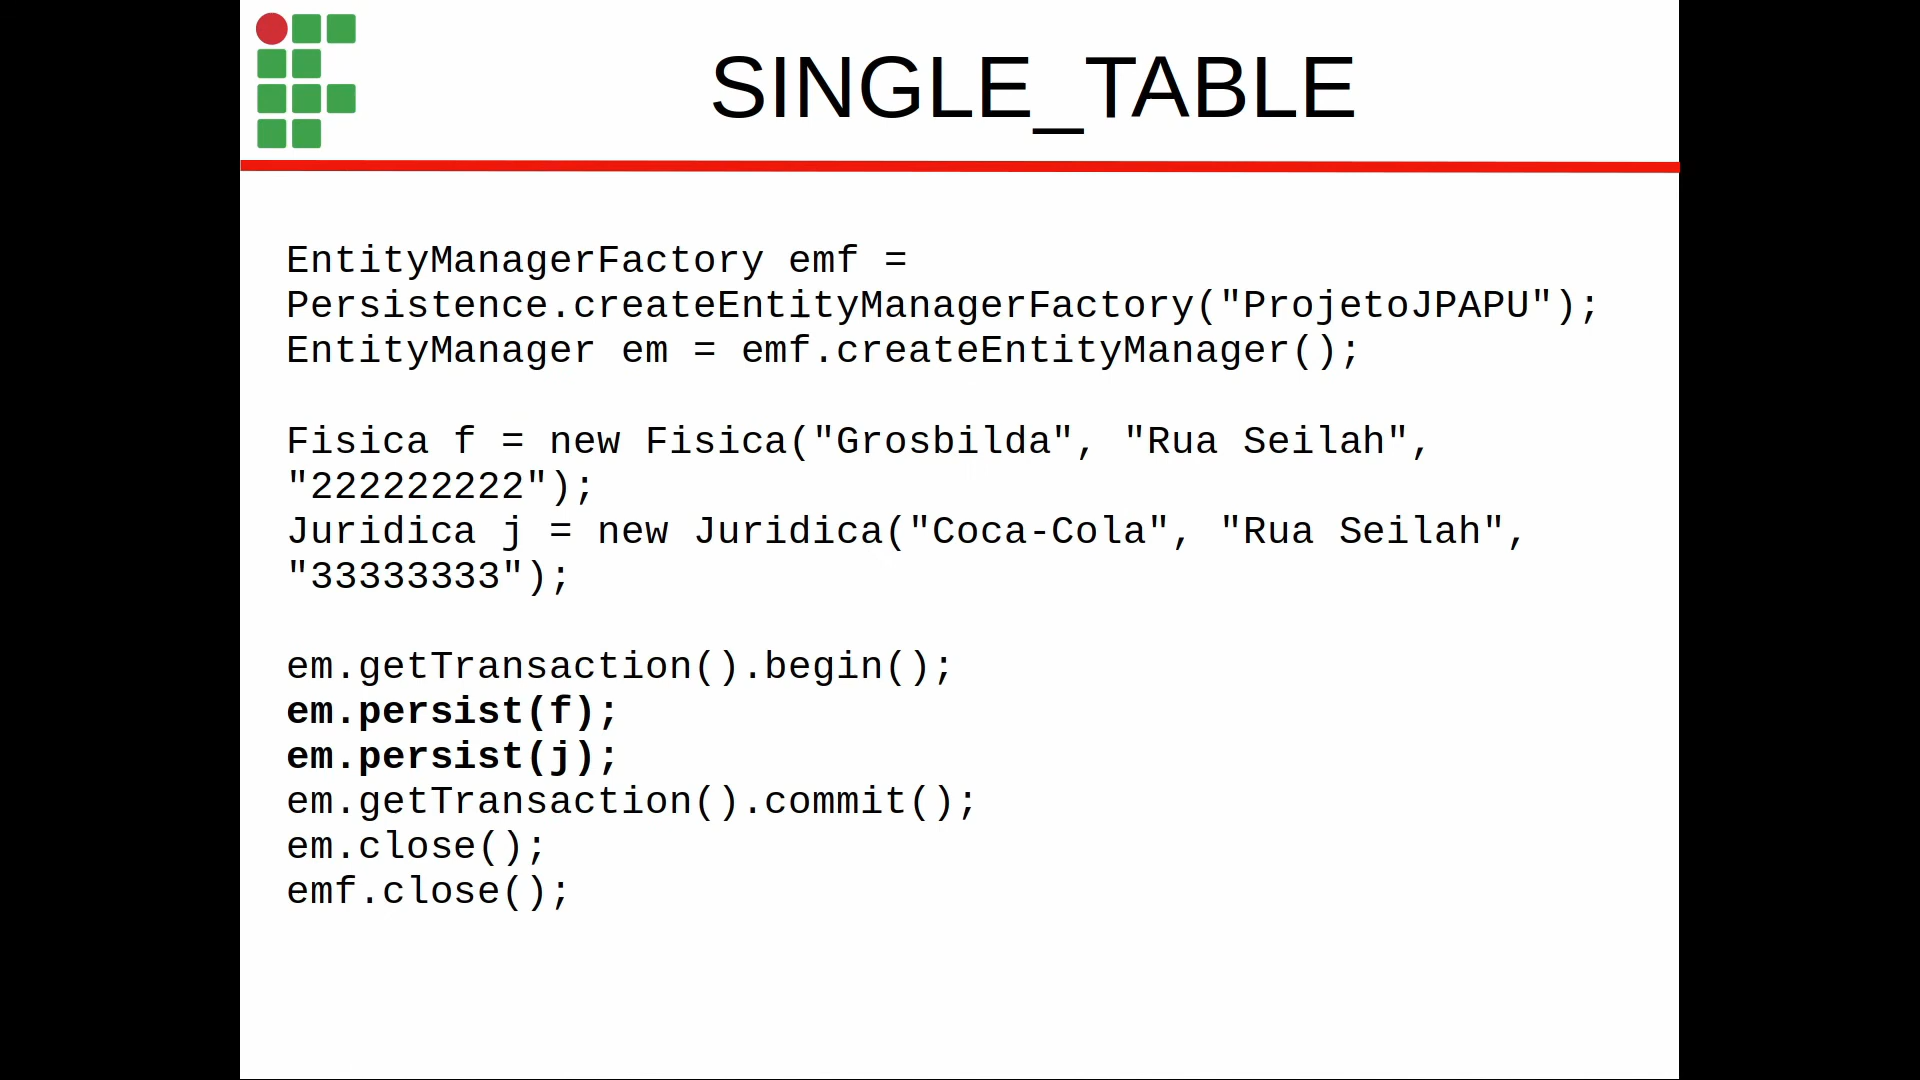 SINGLE_TABLE
EntityManagerFactory emf =
Persistence.createEntityManagerFactory("ProjetoJPAPU");
EntityManager em = emf.createEntityManager();
Fisica f = new Fisica("Grosbilda", "Rua Seilah",
"222222222");
Juridica j = new Juridica("Coca-Cola", "Rua Seilah",
"33333333");
em.getTransaction().begin();
em.persist(f);
em.persist(j);
em.getTransaction().commit();
em.close();
emf.close();